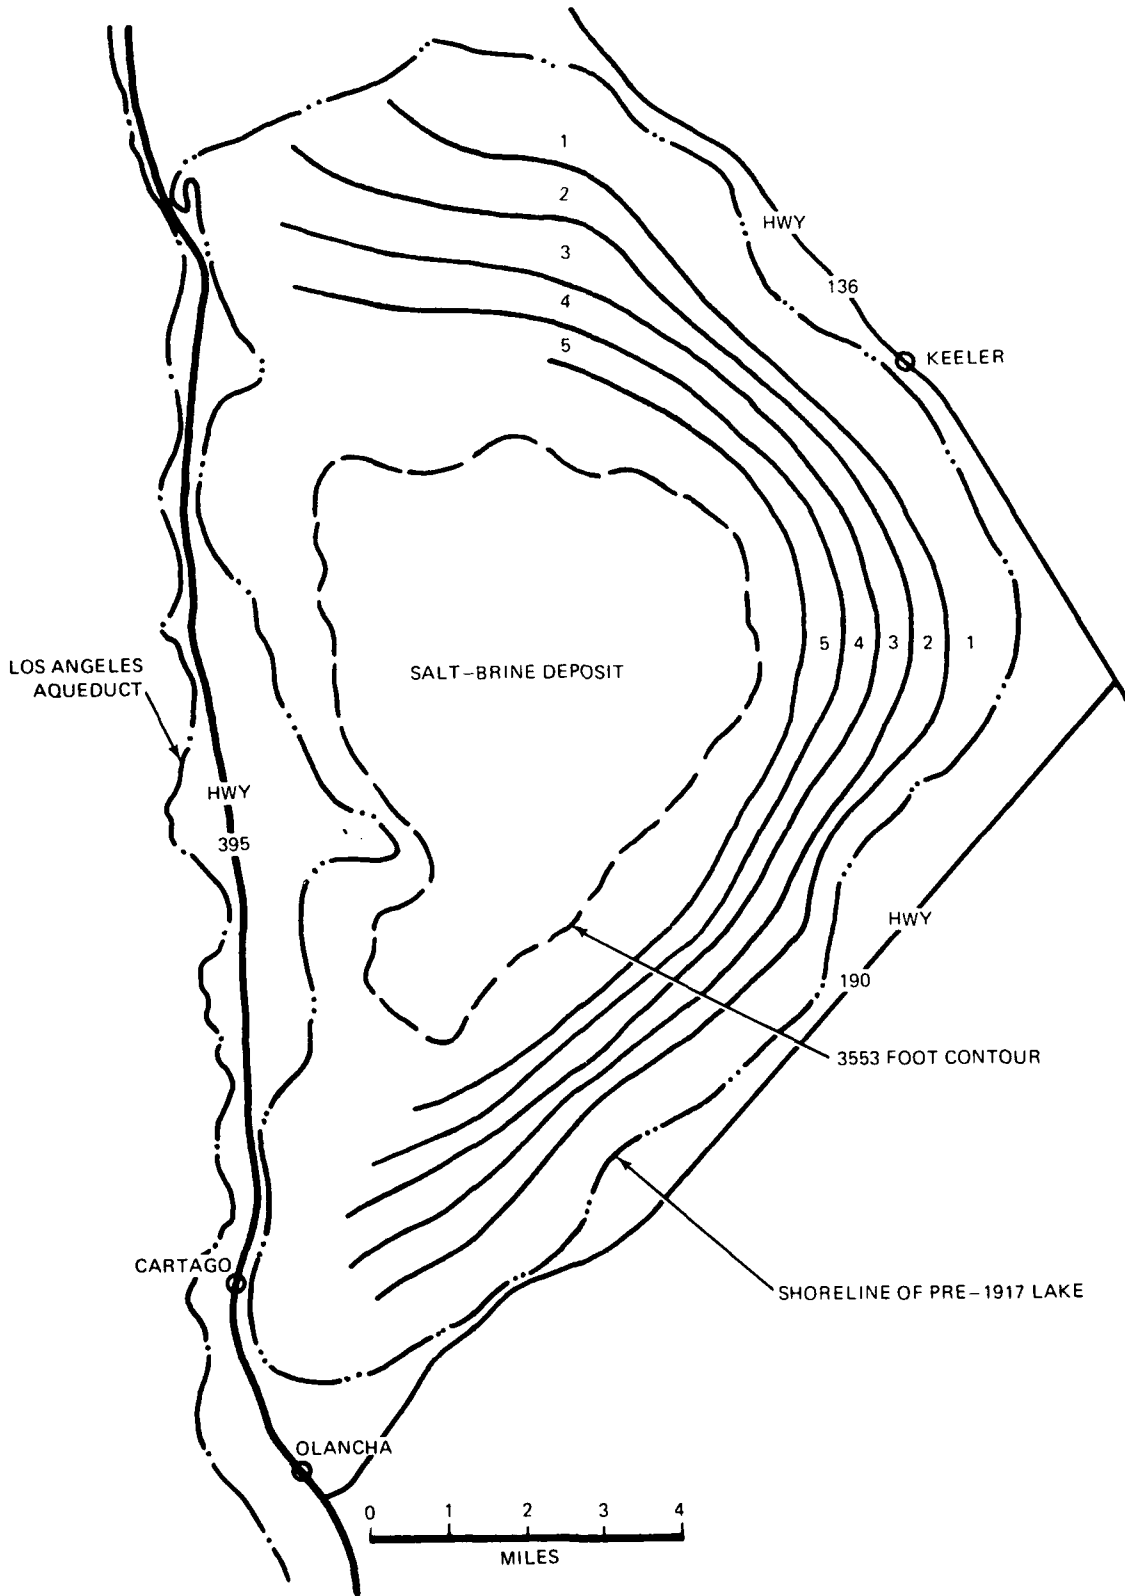 1
2
HWY
3
136
4
5
KEELER
5 4 3 2 1
LOS ANGELES
AQUEDUCT
SALT-BRINE DEPOSIT
HWY
395
HWY
190
3553 FOOT CONTOUR
CARTAGO
SHORELINE OF PRE-1917 LAKE
OLANCHA
0 1 2 3 4
MILES